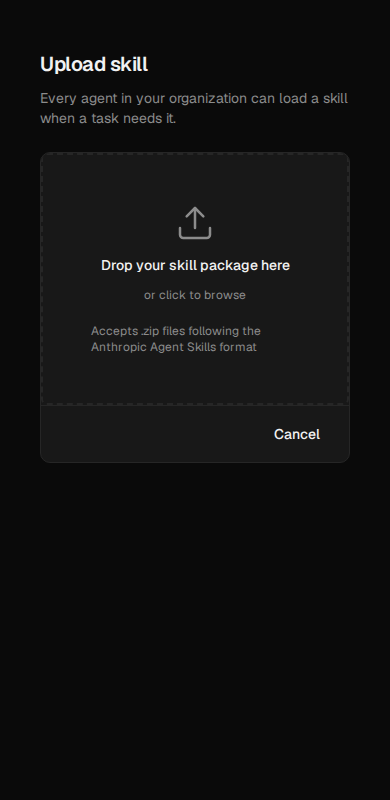 Upload skill
Every agent in your organization can load a skill
when a task needs it.
Drop your skill package here
or click to browse
Accepts .zip files following the
Anthropic Agent Skills format
Cancel